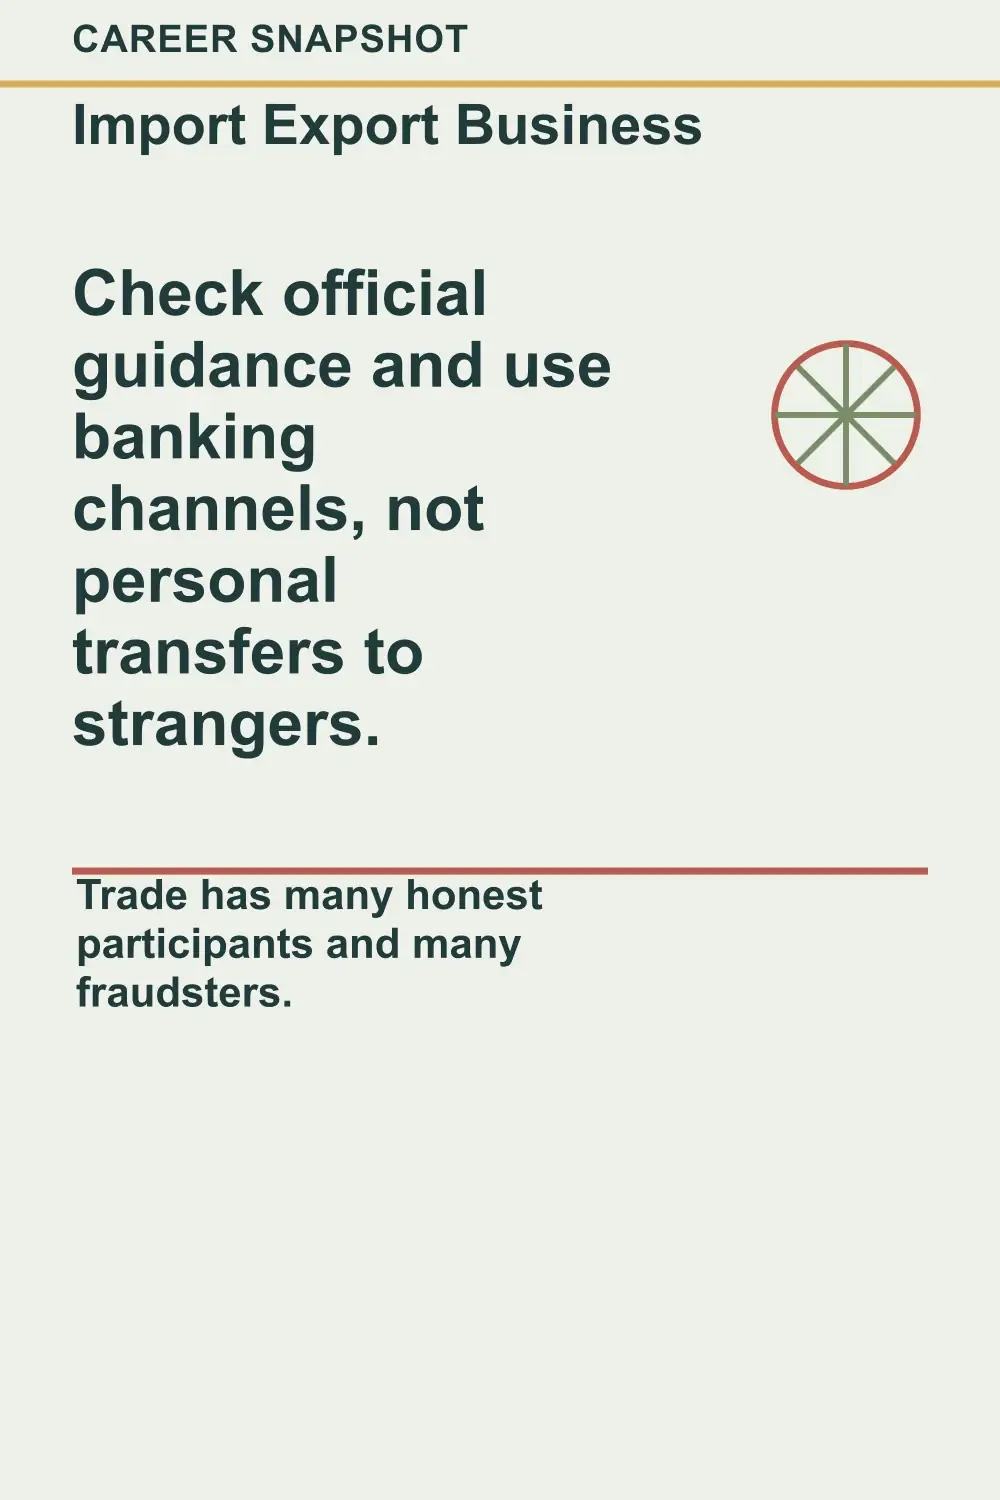 CAREER SNAPSHOT
Import Export Business
Check official
guidance and use
banking
channels, not
personal
transfers to
strangers.
Trade has many honest
participants and many
fraudsters.